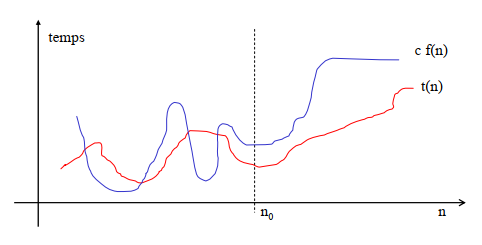 temps
c f(n)
t(n)
n₀
n